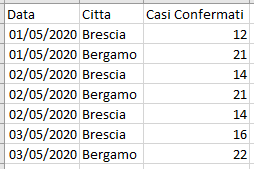 Data Citta Casi Confermati
01/05/2020 Brescia 12
01/05/2020 Bergamo 21
02/05/2020 Brescia 14
02/05/2020 Bergamo 21
02/05/2020 Brescia 14
03/05/2020 Brescia 16
03/05/2020 Bergamo 22